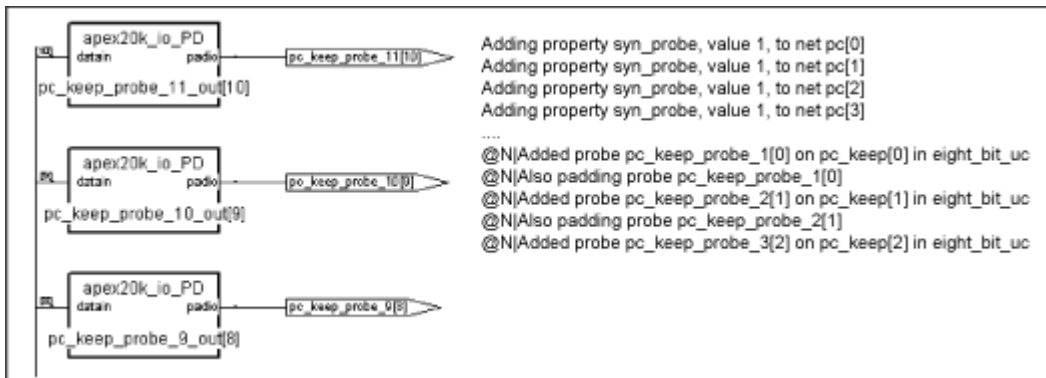 apex20k_io_PD
datain padio
pc_keep_probe_11_out[10]
pc_keep_probe_11[10]
apex20k_io_PD
datain padio
pc_keep_probe_10_out[9]
pc_keep_probe_10[9]
apex20k_io_PD
datain padio
pc_keep_probe_9_out[8]
pc_keep_probe_9[8]
Adding property syn_probe, value 1, to net pc[0]
Adding property syn_probe, value 1, to net pc[1]
Adding property syn_probe, value 1, to net pc[2]
Adding property syn_probe, value 1, to net pc[3]
....
@N|Added probe pc_keep_probe_1[0] on pc_keep[0] in eight_bit_uc
@N|Also padding probe pc_keep_probe_1[0]
@N|Added probe pc_keep_probe_2[1] on pc_keep[1] in eight_bit_uc
@N|Also padding probe pc_keep_probe_2[1]
@N|Added probe pc_keep_probe_3[2] on pc_keep[2] in eight_bit_uc